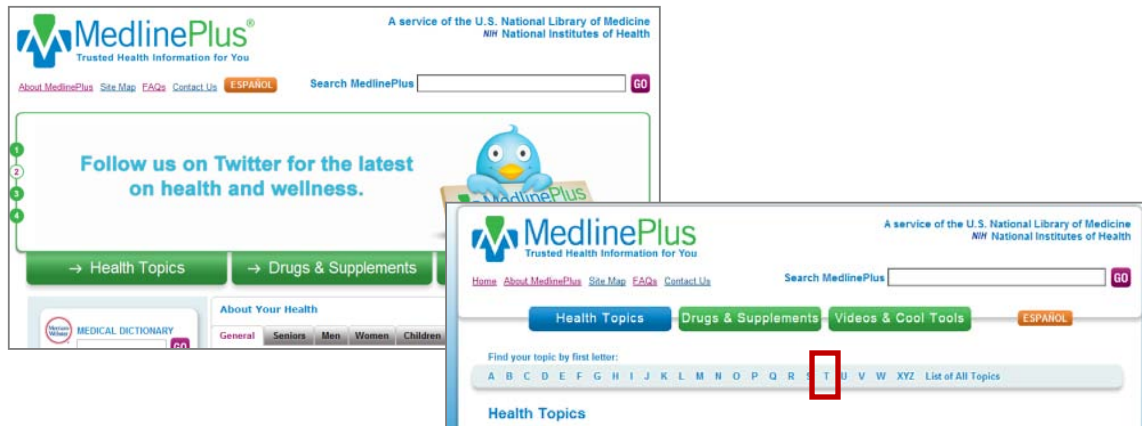 MedlinePlus®
Trusted Health Information for You
A service of the U.S. National Library of Medicine
NIH National Institutes of Health
About MedlinePlus Site Map FAQs Contact Us ESPAÑOL Search MedlinePlus GO
1
2
3
4
Follow us on Twitter for the latest
on health and wellness.
MedlinePlus
→ Health Topics → Drugs & Supplements
About Your Health
General Seniors Men Women Children
Merriam Webster MEDICAL DICTIONARY
GO
MedlinePlus
Trusted Health Information for You
A service of the U.S. National Library of Medicine
NIH National Institutes of Health
Home About MedlinePlus Site Map FAQs Contact Us Search MedlinePlus GO
Health Topics Drugs & Supplements Videos & Cool Tools ESPAÑOL
Find your topic by first letter:
A B C D E F G H I J K L M N O P Q R S T U V W XYZ List of All Topics
Health Topics